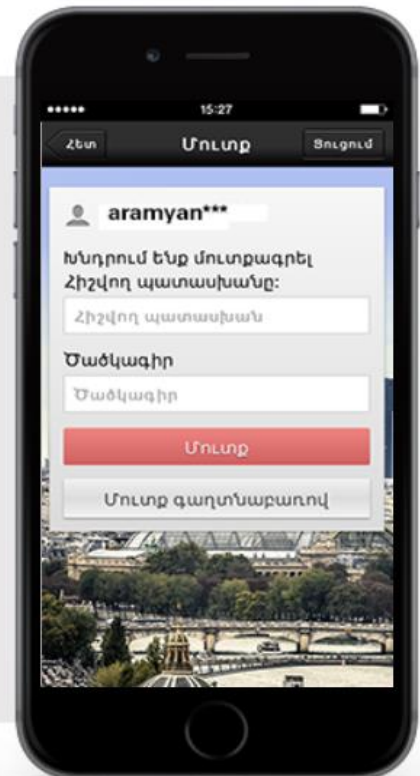 15:27
Հետ
Մուտք
Ցուցում
aramyan***
Խնդրում ենք մուտքագրել
Հիշվող պատասխանը:
Հիշվող պատասխան
Ծածկագիր
Ծածկագիր
Մուտք
Մուտք գաղտնաբառով